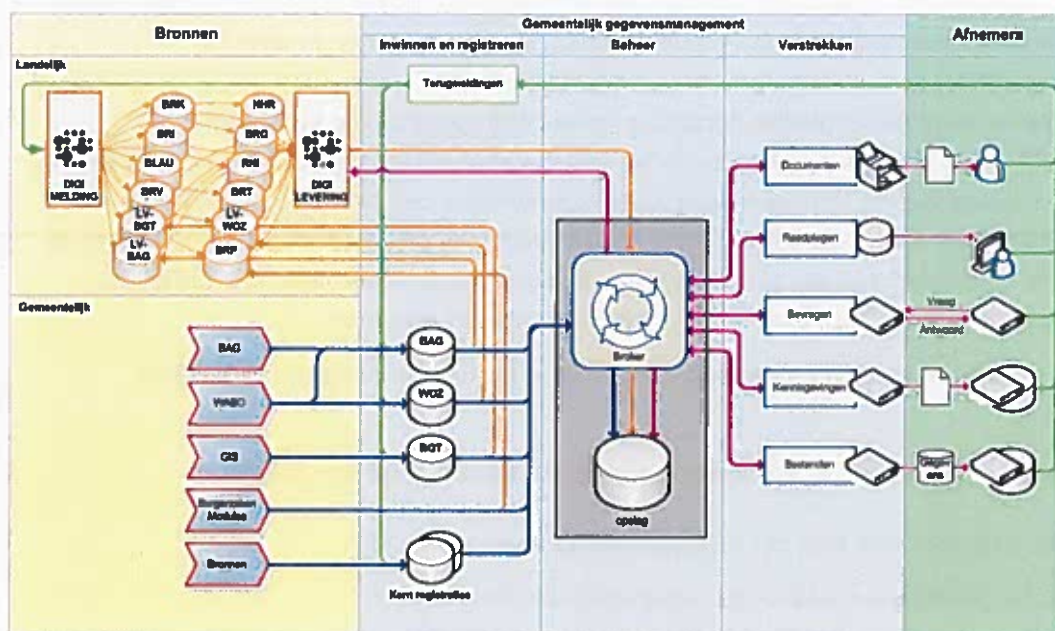 Bronnen
Gemeentelijk gegevensmanagement
Inwinnen en registreren
Beheer
Verstrekken
Afnemers
Landelijk
Terugmeldingen
BRK
NHR
BRI
BRO
BLAU
RNI
BRV
BRT
LV-
BGT
LV-
WOZ
LV-
BAG
BRP
DIGI
MELDING
DIGI
LEVERING
Documenten
Raadplegen
Bevragen
Vraag
Antwoord
Kennisgevingen
Bestanden
Gegev
ens
Broker
opslag
Gemeentelijk
BAG
WABO
GIS
Burgerzaken
Modules
Bronnen
BAG
WOZ
BGT
Kern registraties